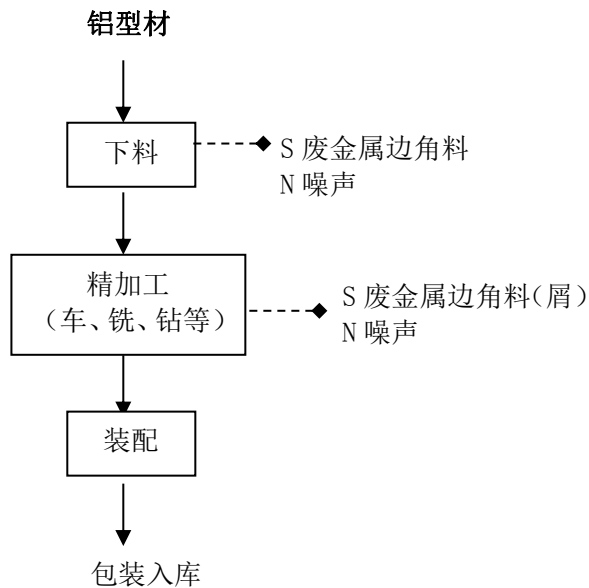 铝型材
下料
S 废金属边角料
N 噪声
精加工
（车、铣、钻等）
S 废金属边角料（屑）
N 噪声
装配
包装入库